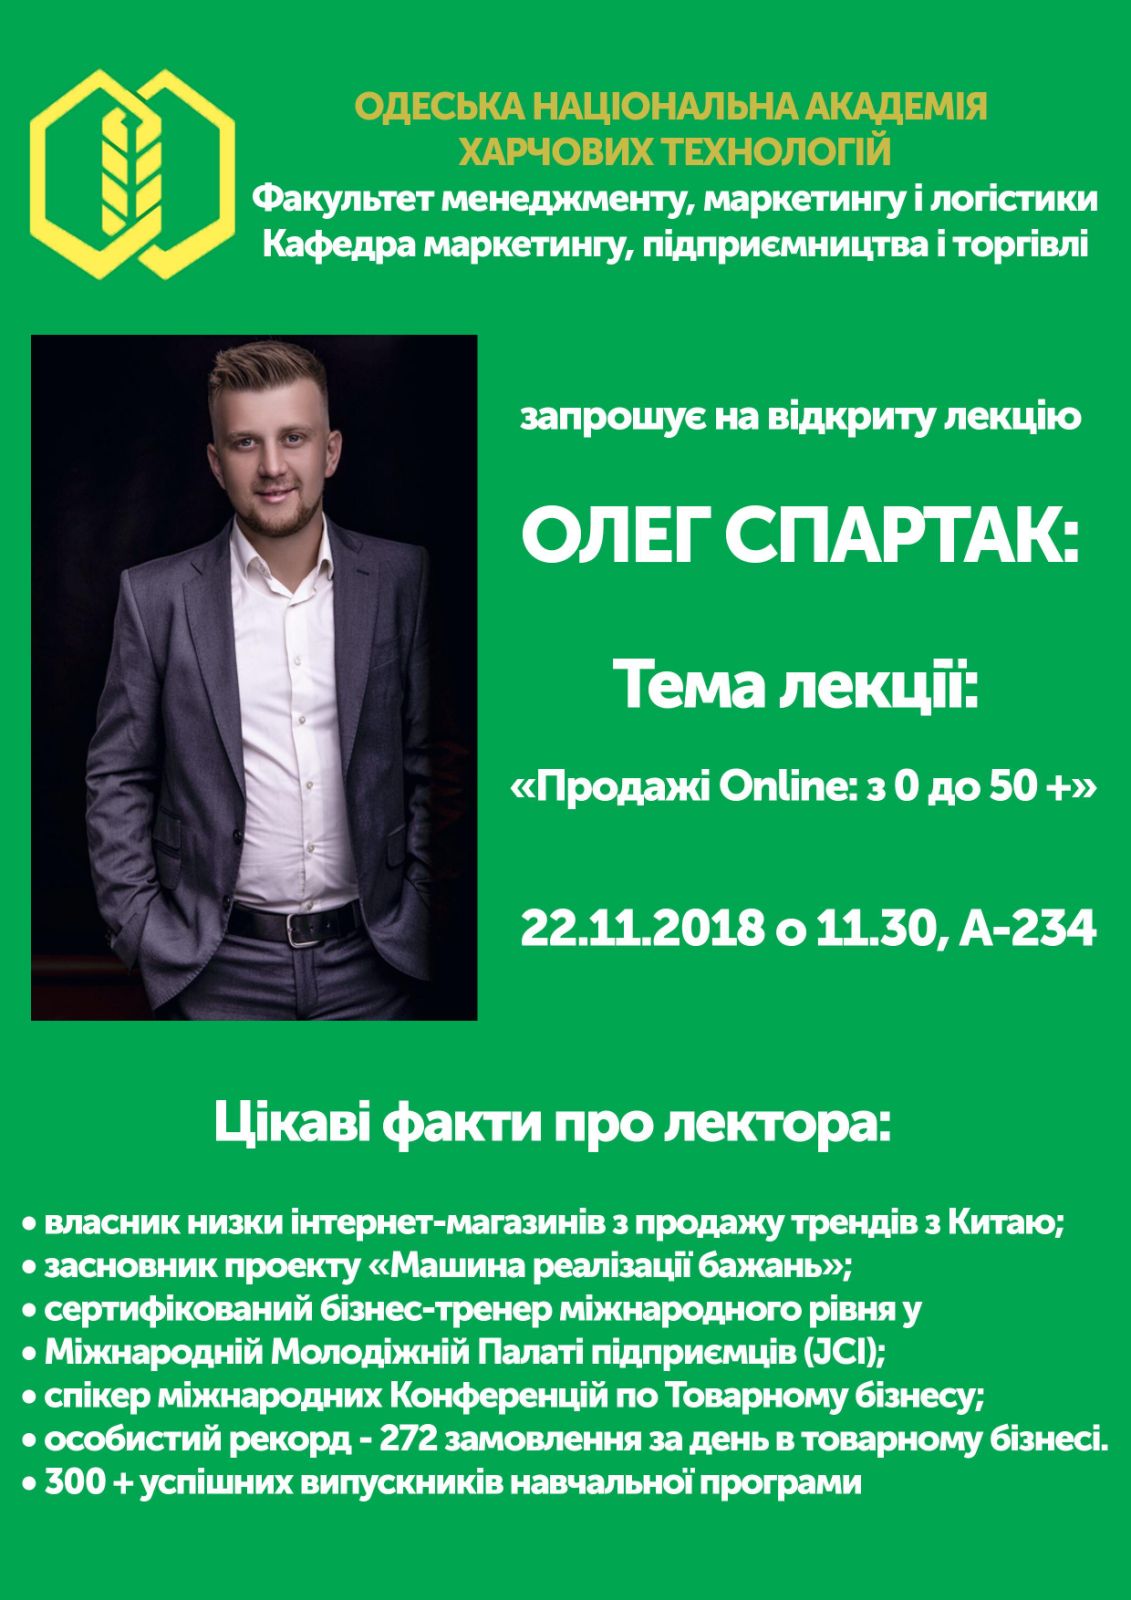 ОДЕСЬКА НАЦІОНАЛЬНА АКАДЕМІЯ
ХАРЧОВИХ ТЕХНОЛОГІЙ
Факультет менеджменту, маркетингу і логістики
Кафедра маркетингу, підприємництва і торгівлі
запрошує на відкриту лекцію
ОЛЕГ СПАРТАК:
Тема лекції:
«Продажі Online: з 0 до 50 +»
22.11.2018 о 11.30, А-234
Цікаві факти про лектора:
• власник низки інтернет-магазинів з продажу трендів з Китаю;
• засновник проекту «Машина реалізації бажань»;
• сертифікований бізнес-тренер міжнародного рівня у
• Міжнародній Молодіжній Палаті підприємців (JCI);
• спікер міжнародних Конференцій по Товарному бізнесу;
• особистий рекорд - 272 замовлення за день в товарному бізнесі.
• 300 + успішних випускників навчальної програми